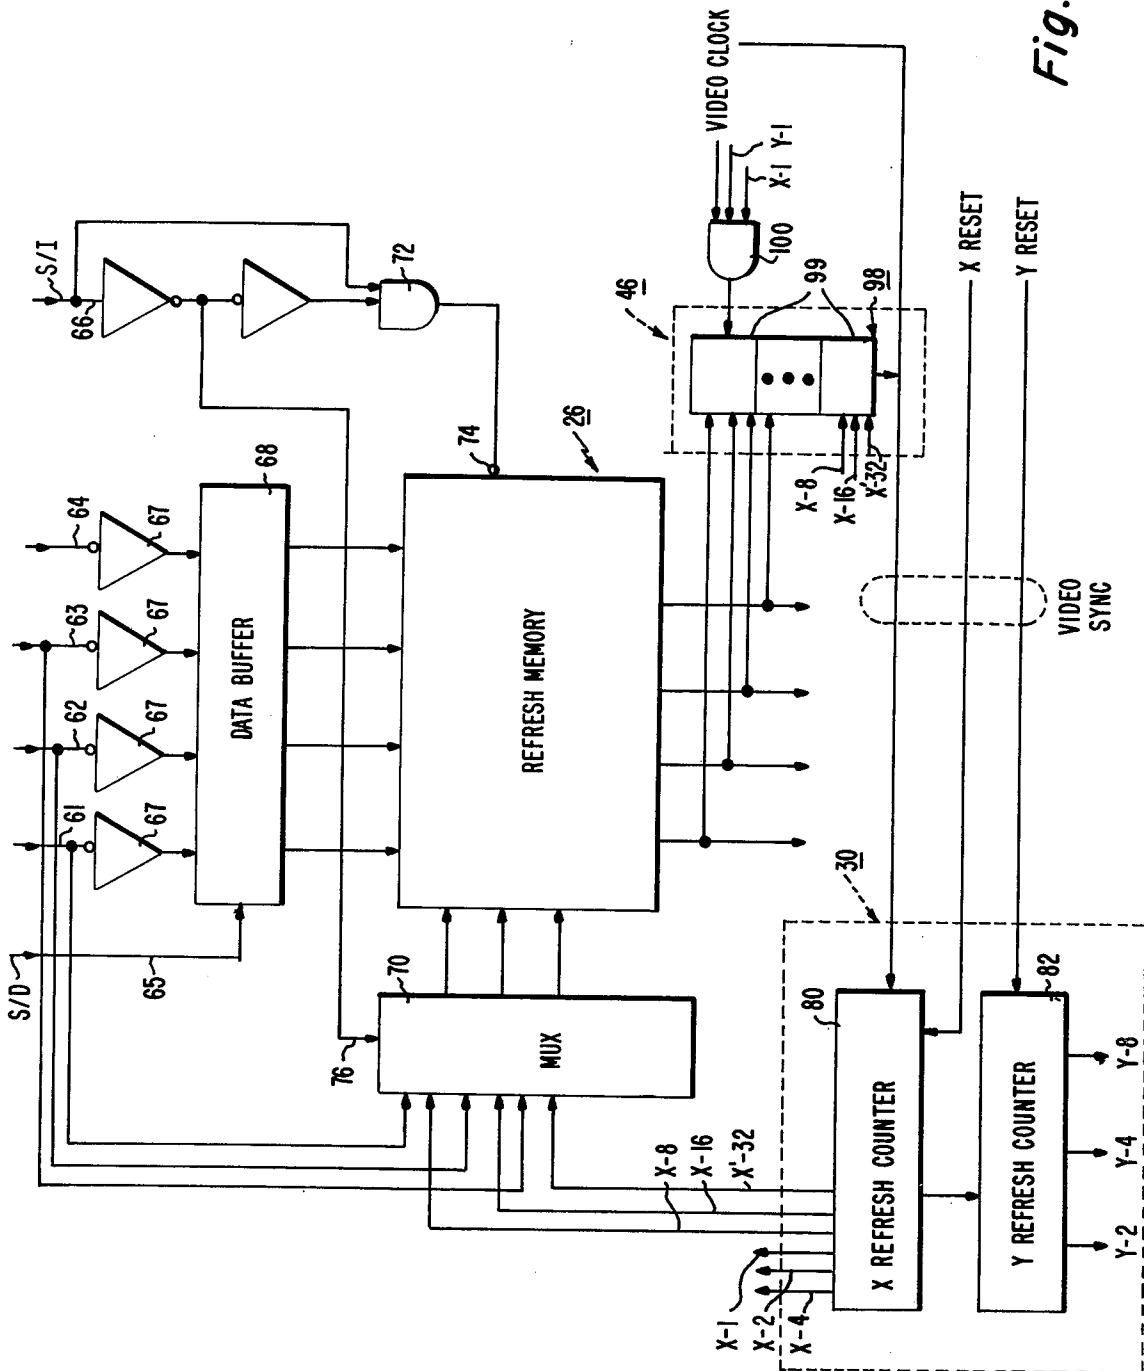 Fig.
S/I
66
72
S/D
65
61
62
63
64
67
67
67
67
DATA BUFFER
68
74
26
76
70
MUX
REFRESH MEMORY
46
99
98
100
VIDEO CLOCK
X-1
Y-1
X-8
X-16
X'-32
X RESET
Y RESET
VIDEO
SYNC
30
X-8
X-16
X'-32
X-1
X-2
X-4
80
X REFRESH COUNTER
82
Y REFRESH COUNTER
Y-2
Y-4
Y-8